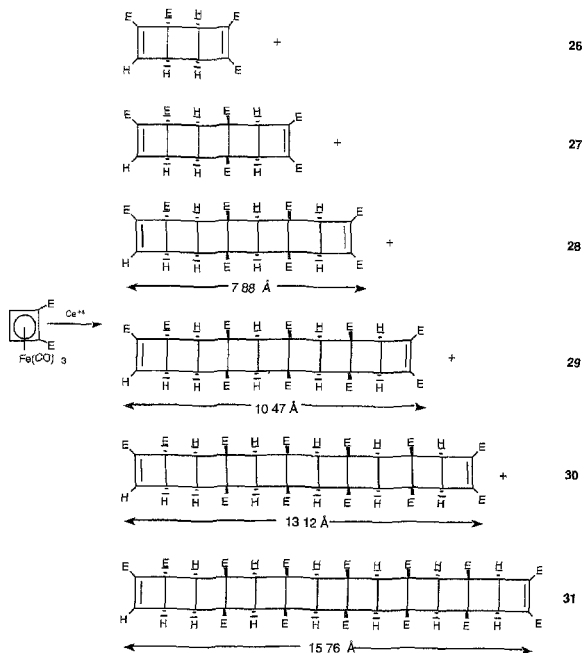 E E H E
+ 26
H H H E
E E H E H E
+ 27
H H H E H E
E E H E H E H E
+ 28
H H H E H E H E
7 88 Å
E
Ce+4
E
Fe(CO) 3
E E H E H E H E H E
+ 29
H H H E H E H E H E
10 47 Å
E E H E H E H E H E H E
+ 30
H H H E H E H E H E H E
13 12 Å
E E H E H E H E H E H E H E
31
H H H E H E H E H E H E H E
15 76 Å